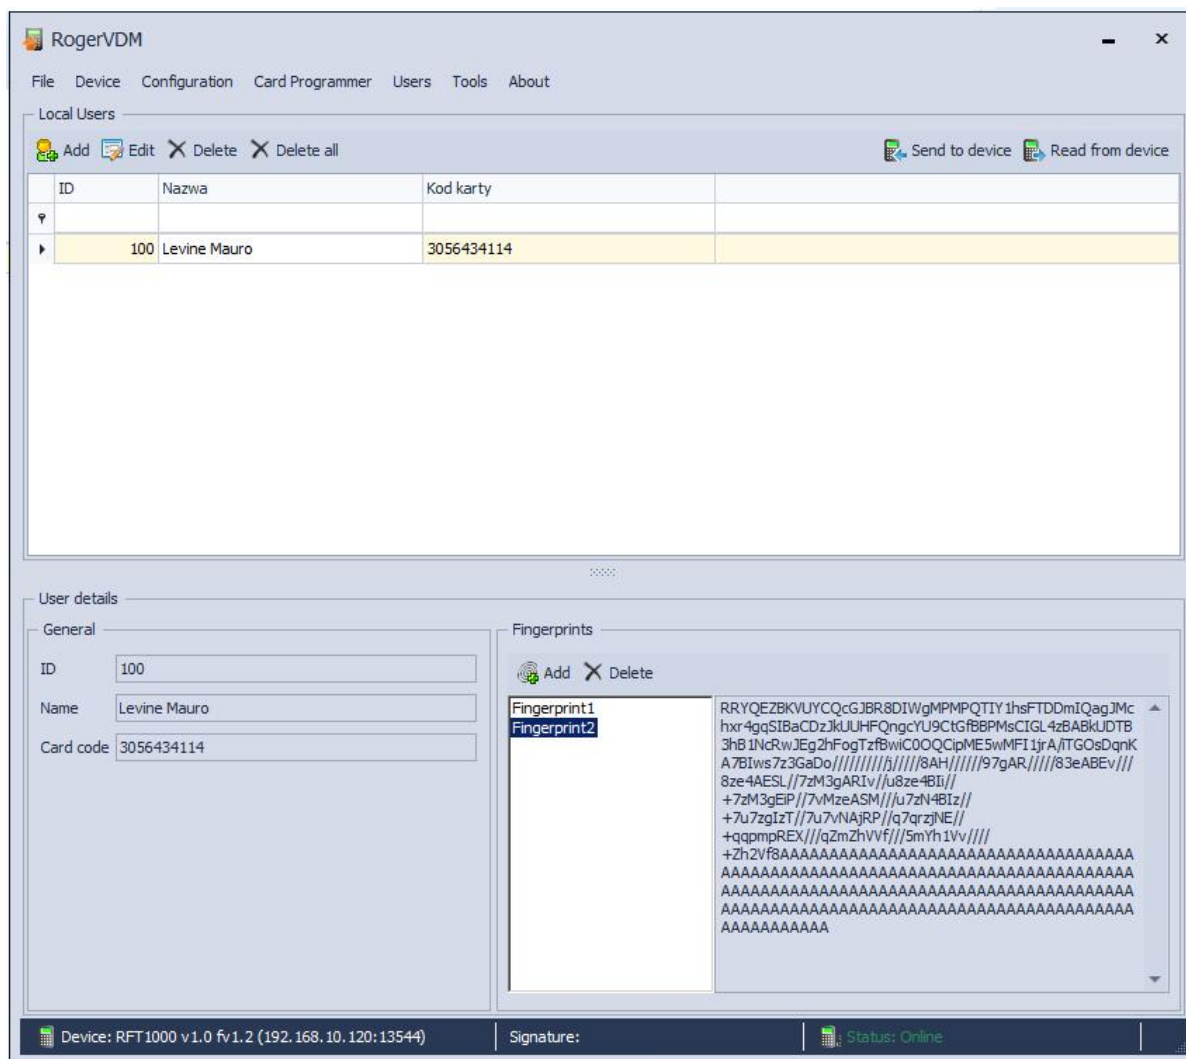 RogerVDM
File Device Configuration Card Programmer Users Tools About
Local Users
Add Edit Delete Delete all Send to device Read from device
ID Nazwa Kod karty
100 Levine Mauro 3056434114
User details
General
ID 100
Name Levine Mauro
Card code 3056434114
Fingerprints
Add Delete
Fingerprint1
Fingerprint2
RRYQEZBKVUYCQcGJBR8DIWgMPMPQTIY1hsFTDDmIQagJMc
hxr4gqSIBaCDzJkUUHFQngcYU9CtGfBBPMsCIGL4zBABkUDTB
3hB1NcRwJEg2hFogTzfBwiC0OQCipME5wMFI1jrA/iTGOsDqnK
A7BIws7z3GaDo//////////j/////8AH//////97gAR/////83eABEv///
8ze4AESL//7zM3gARIv//u8ze4BIi//
+7zM3gEiP//7vMzeASM///u7zN4BIz//
+7u7zgIzT//7u7vNAjRP//q7qrzjNE//
+qqpmpREX///qZmZhVVf///5mYh1Vv////
+Zh2Vf8AAAAAAAAAAAAAAAAAAAAAAAAAAAAAAAAAAA
AAAAAAAAAAAAAAAAAAAAAAAAAAAAAAAAAAAAAAAAAA
AAAAAAAAAAAAAAAAAAAAAAAAAAAAAAAAAAAAAAAAAA
AAAAAAAAAAAAAAAAAAAAAAAAAAAAAAAAAAAAAAAAAA
AAAAAAAAAAA
Device: RFT1000 v1.0 fv1.2 (192.168.10.120:13544) Signature: Status: Online